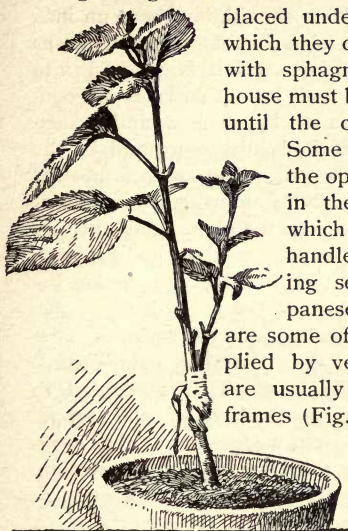 placed unde
which they c
with sphagn
house must b
until the c
Some
the op
in the
which
handle
ing se
panese
are some of
plied by ve
are usually
frames (Fig.